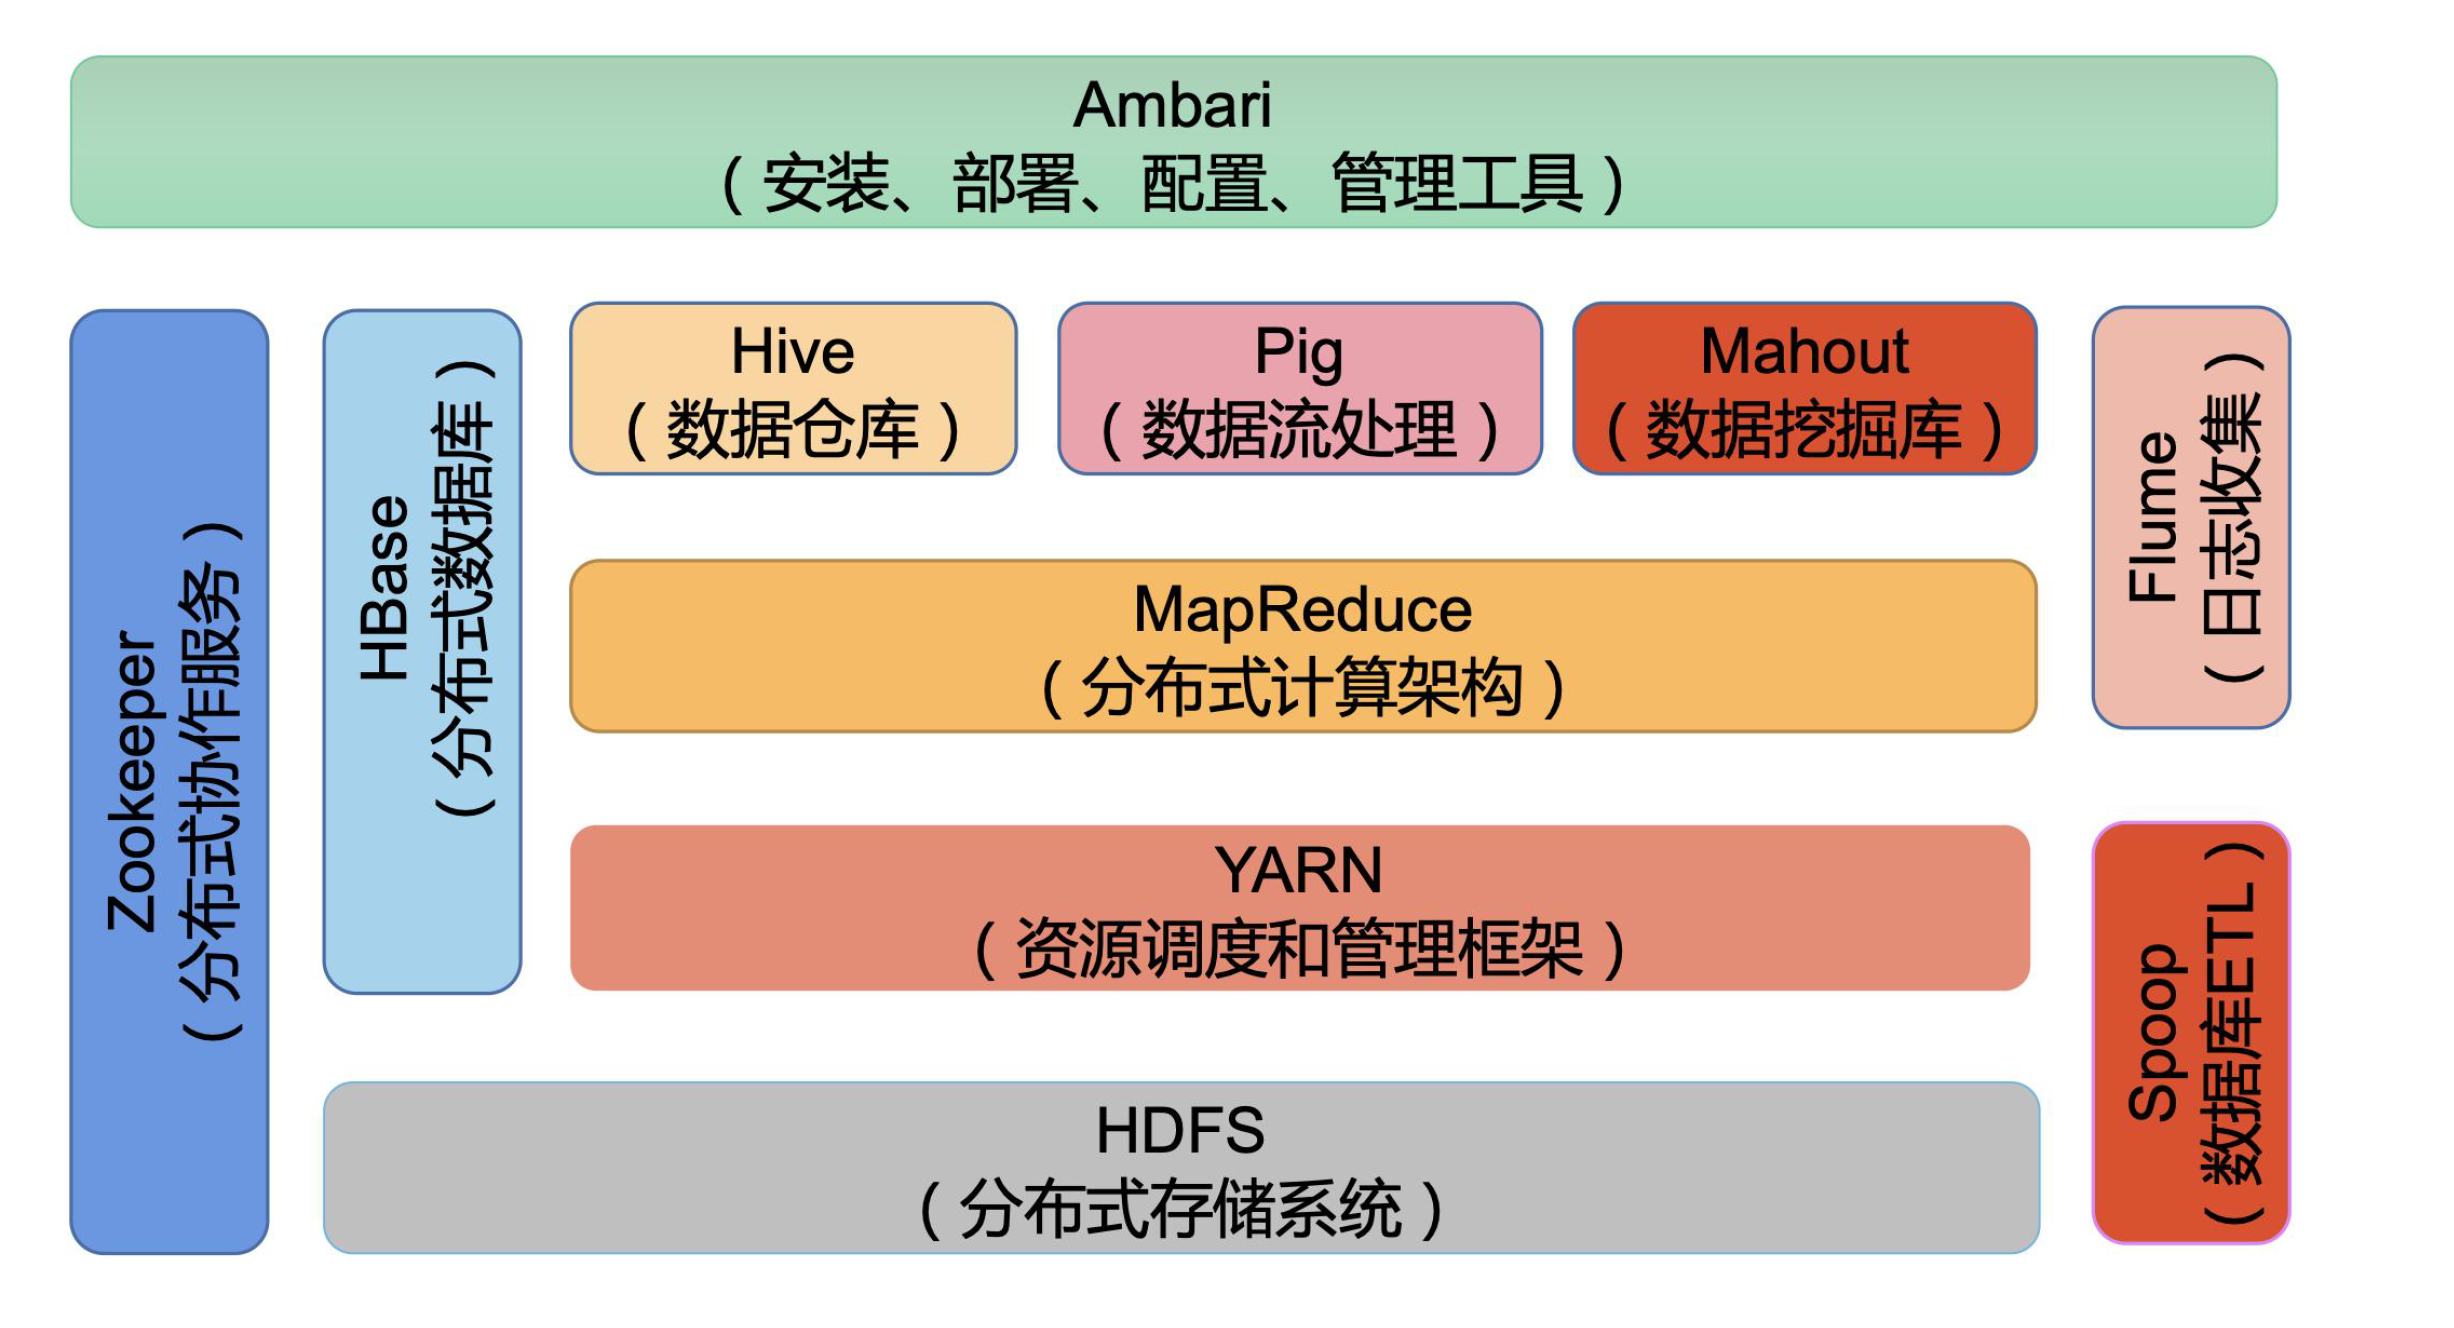 Ambari
（安装、部署、配置、管理工具）
Zookeeper
（分布式协作服务）
HBase
（分布式数据库）
Hive
（数据仓库）
Pig
（数据流处理）
Mahout
（数据挖掘库）
MapReduce
（分布式计算架构）
YARN
（资源调度和管理框架）
HDFS
（分布式存储系统）
Flume
（日志收集）
Spoop
（数据库ETL）